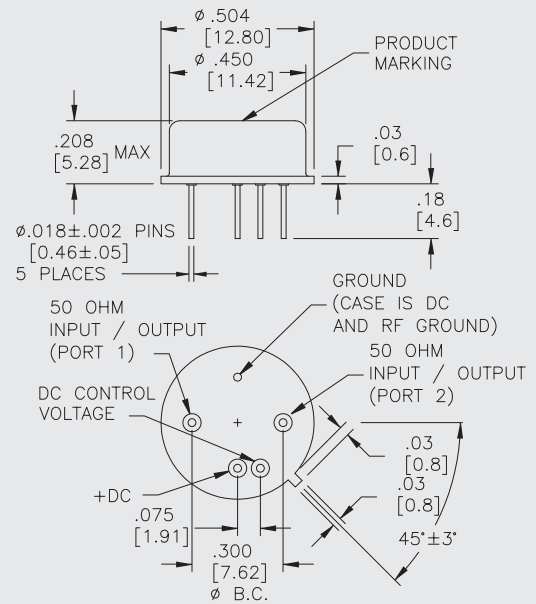 ø .504
[12.80]
ø .450
[11.42]
PRODUCT
MARKING
.208
[5.28] MAX
.03
[0.6]
.18
[4.6]
ø.018±.002 PINS
[0.46±.05]
5 PLACES
GROUND
(CASE IS DC
AND RF GROUND)
50 OHM
INPUT / OUTPUT
(PORT 1)
50 OHM
INPUT / OUTPUT
(PORT 2)
DC CONTROL
VOLTAGE
+DC
.03
[0.8]
.03
[0.8]
.075
[1.91]
.300
[7.62]
ø B.C.
45°±3°